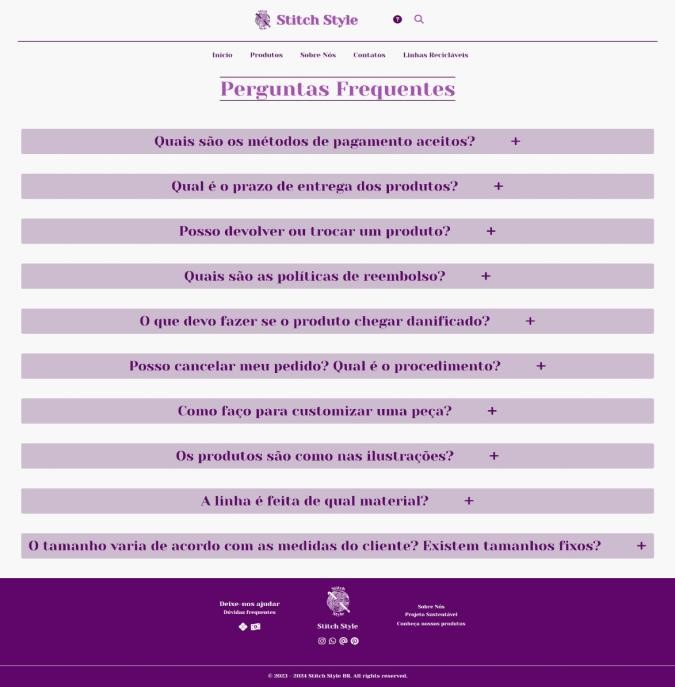 Stitch Style
Início Produtos Sobre Nós Contatos Linhas Recicláveis
Perguntas Frequentes
Quais são os métodos de pagamento aceitos? +
Qual é o prazo de entrega dos produtos? +
Posso devolver ou trocar um produto? +
Quais são as políticas de reembolso? +
O que devo fazer se o produto chegar danificado? +
Posso cancelar meu pedido? Qual é o procedimento? +
Como faço para customizar uma peça? +
Os produtos são como nas ilustrações? +
A linha é feita de qual material? +
O tamanho varia de acordo com as medidas do cliente? Existem tamanhos fixos? +
Deixe-nos ajudar
Dúvidas frequentes
Stitch
Style
Stitch Style
Sobre Nós
Projeto Sustentável
Conheça nossos produtos
© 2023 - 2024 Stitch Style BR. All rights reserved.